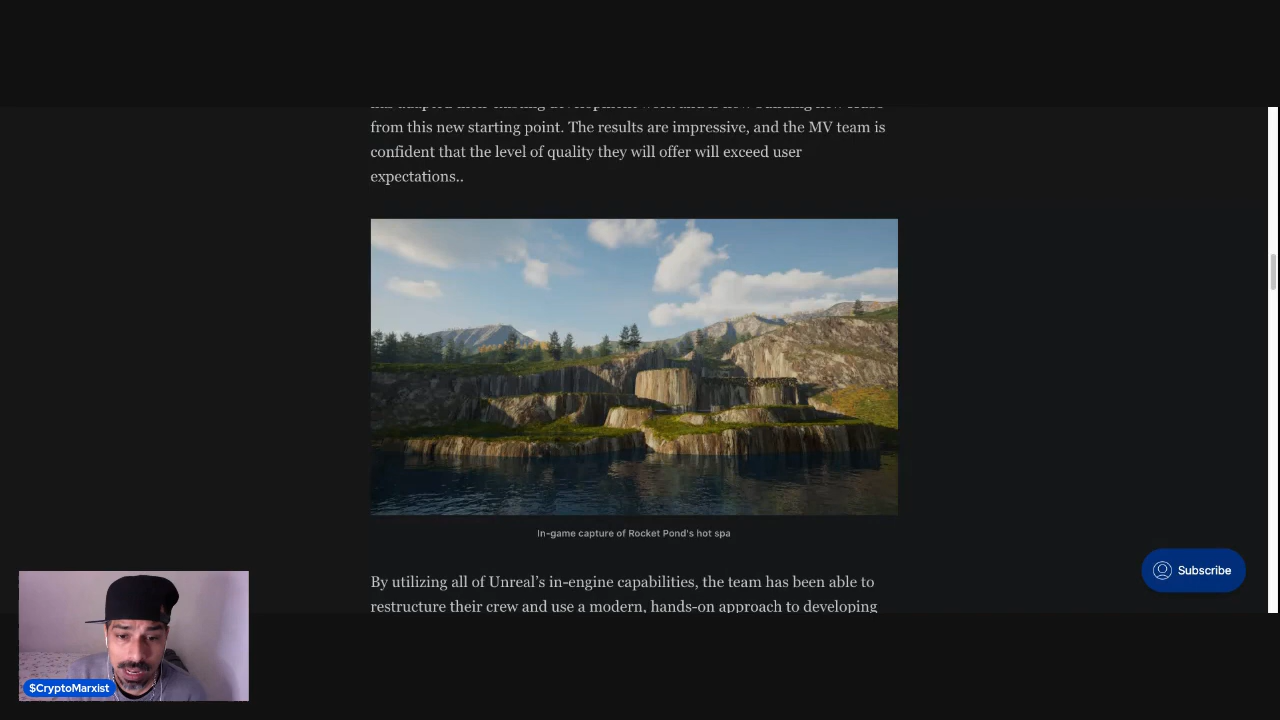 from this new starting point. The results are impressive, and the MV team is
confident that the level of quality they will offer will exceed user
expectations..
In-game capture of Rocket Pond's hot spa
By utilizing all of Unreal’s in-engine capabilities, the team has been able to
restructure their crew and use a modern, hands-on approach to developing
Subscribe
$CryptoMarxist